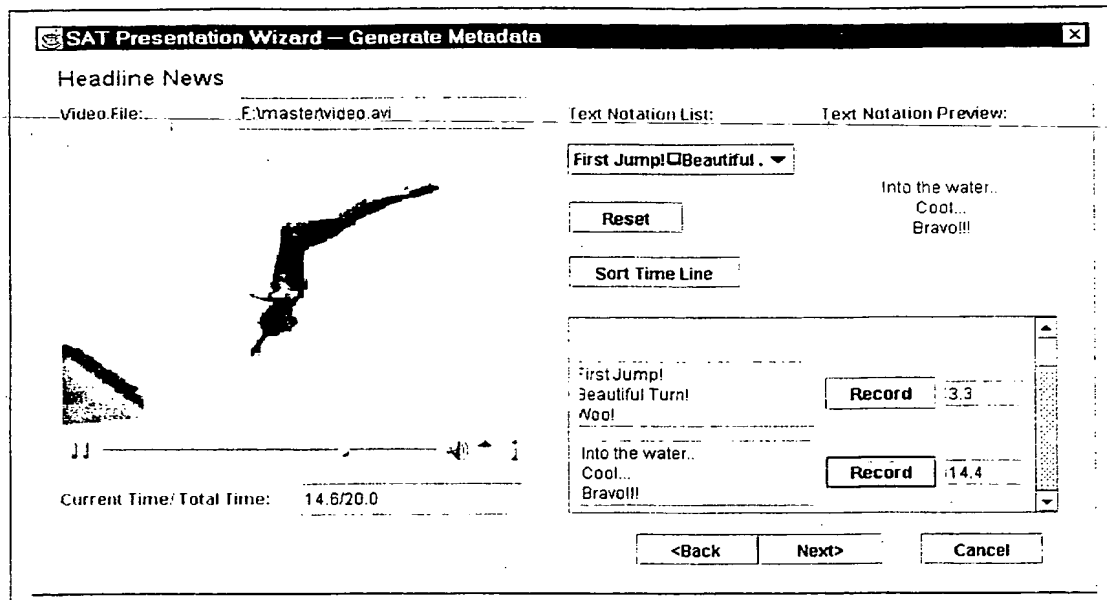 SAT Presentation Wizard – Generate Metadata
Headline News
Video File: F:\master\video.avi
Text Notation List: Text Notation Preview:
First Jump!□Beautiful .
Into the water..
Cool...
Bravo!!!
Reset
Sort Time Line
First Jump!
Beautiful Turn!
Woo!
Record 3.3
Into the water..
Cool...
Bravo!!!
Record 14.4
Current Time/ Total Time: 14.6/20.0
<Back Next> Cancel